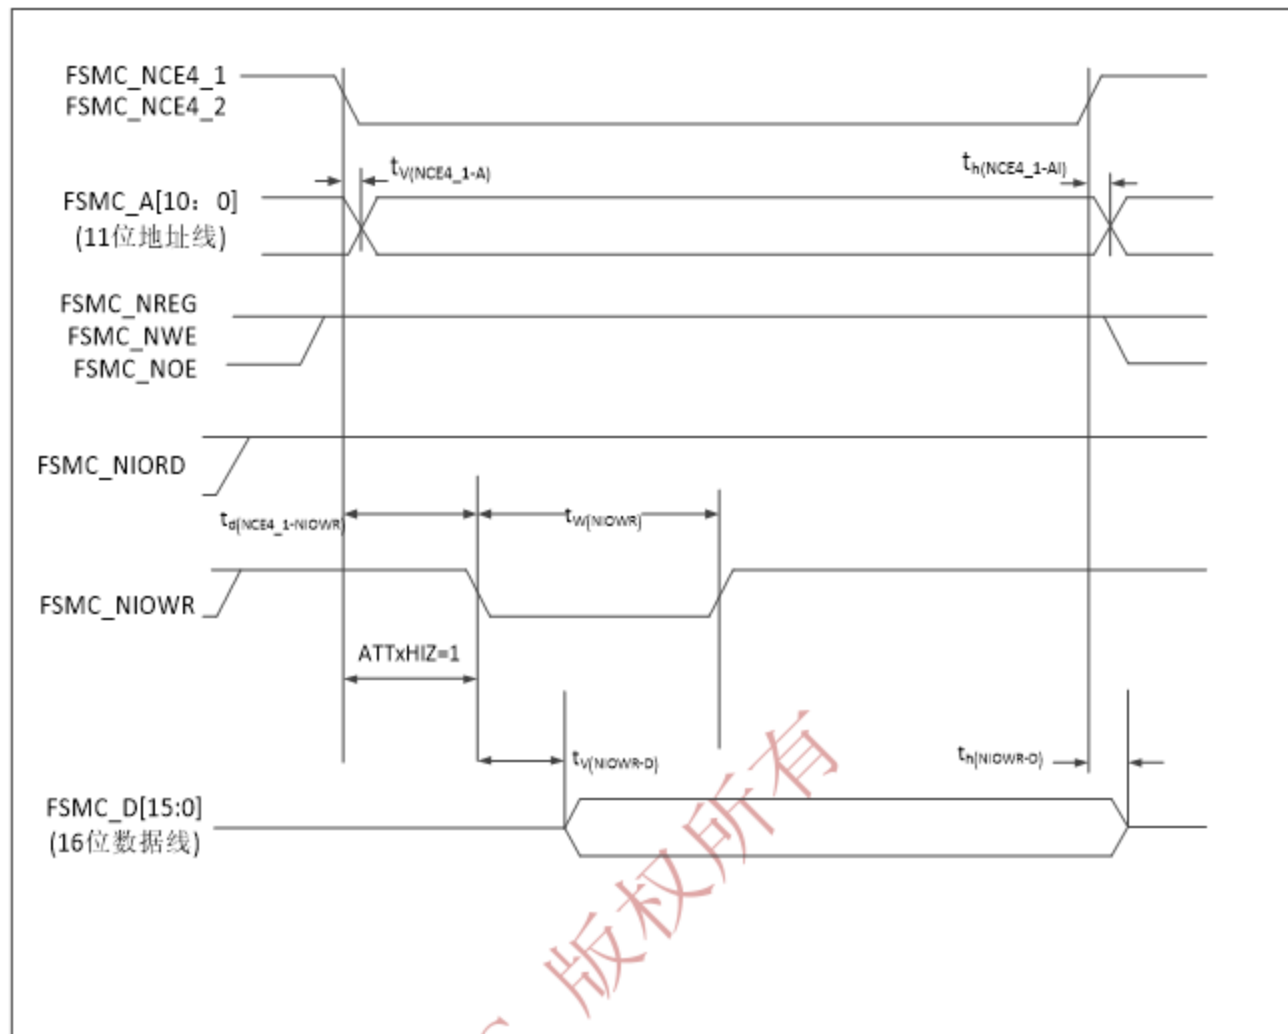 FSMC_NCE4_1
FSMC_NCE4_2
tV(NCE4_1-A)
th(NCE4_1-AI)
FSMC_A[10：0]
(11位地址线)
FSMC_NREG
FSMC_NWE
FSMC_NOE
FSMC_NIORD
td(NCE4_1-NIOWR)
tW(NIOWR)
FSMC_NIOWR
ATTxHIZ=1
tV(NIOWR-D)
th(NIOWR-D)
FSMC_D[15:0]
(16位数据线)
版权所有